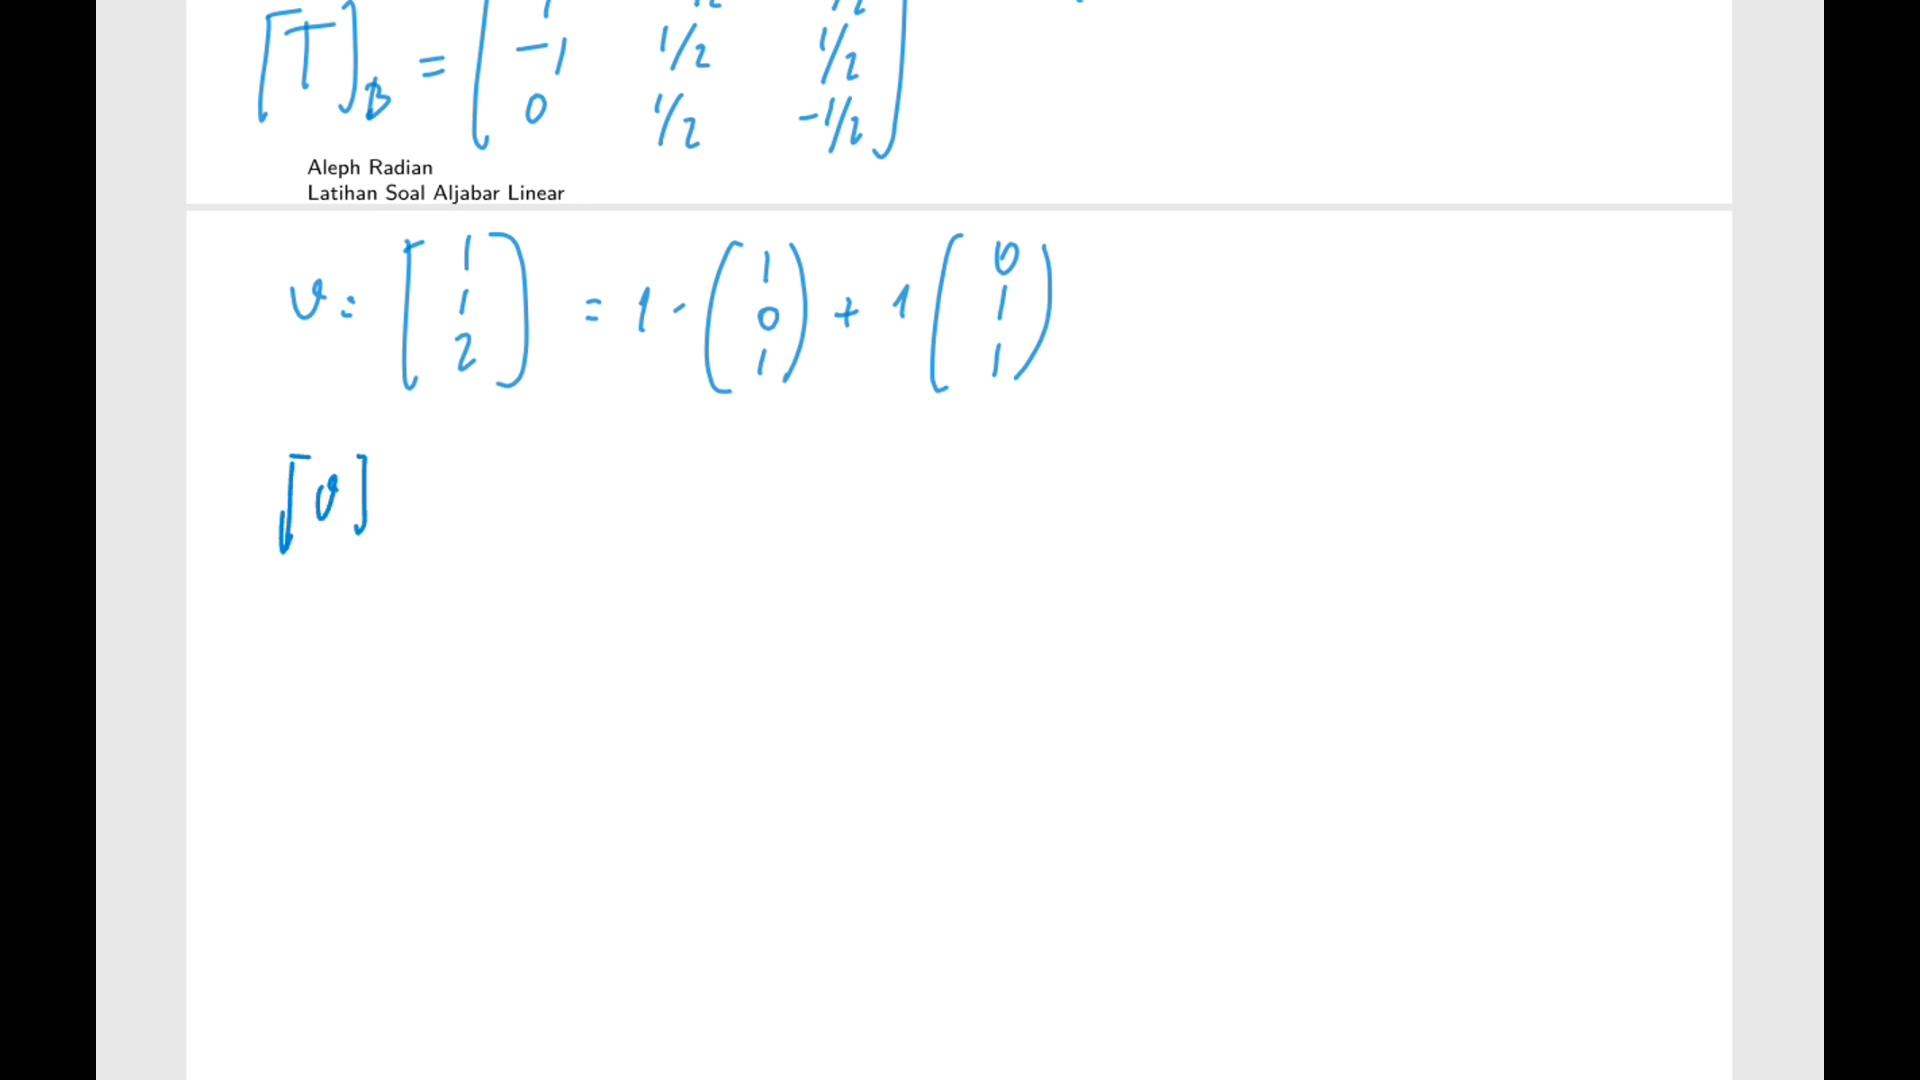 [T]_B = [1
-1 1/2 1/2
0 1/2 -1/2]
Aleph Radian
Latihan Soal Aljabar Linear
v = [1 1 2] = 1 · (1 0 1) + 1 (0 1 1)
[v]